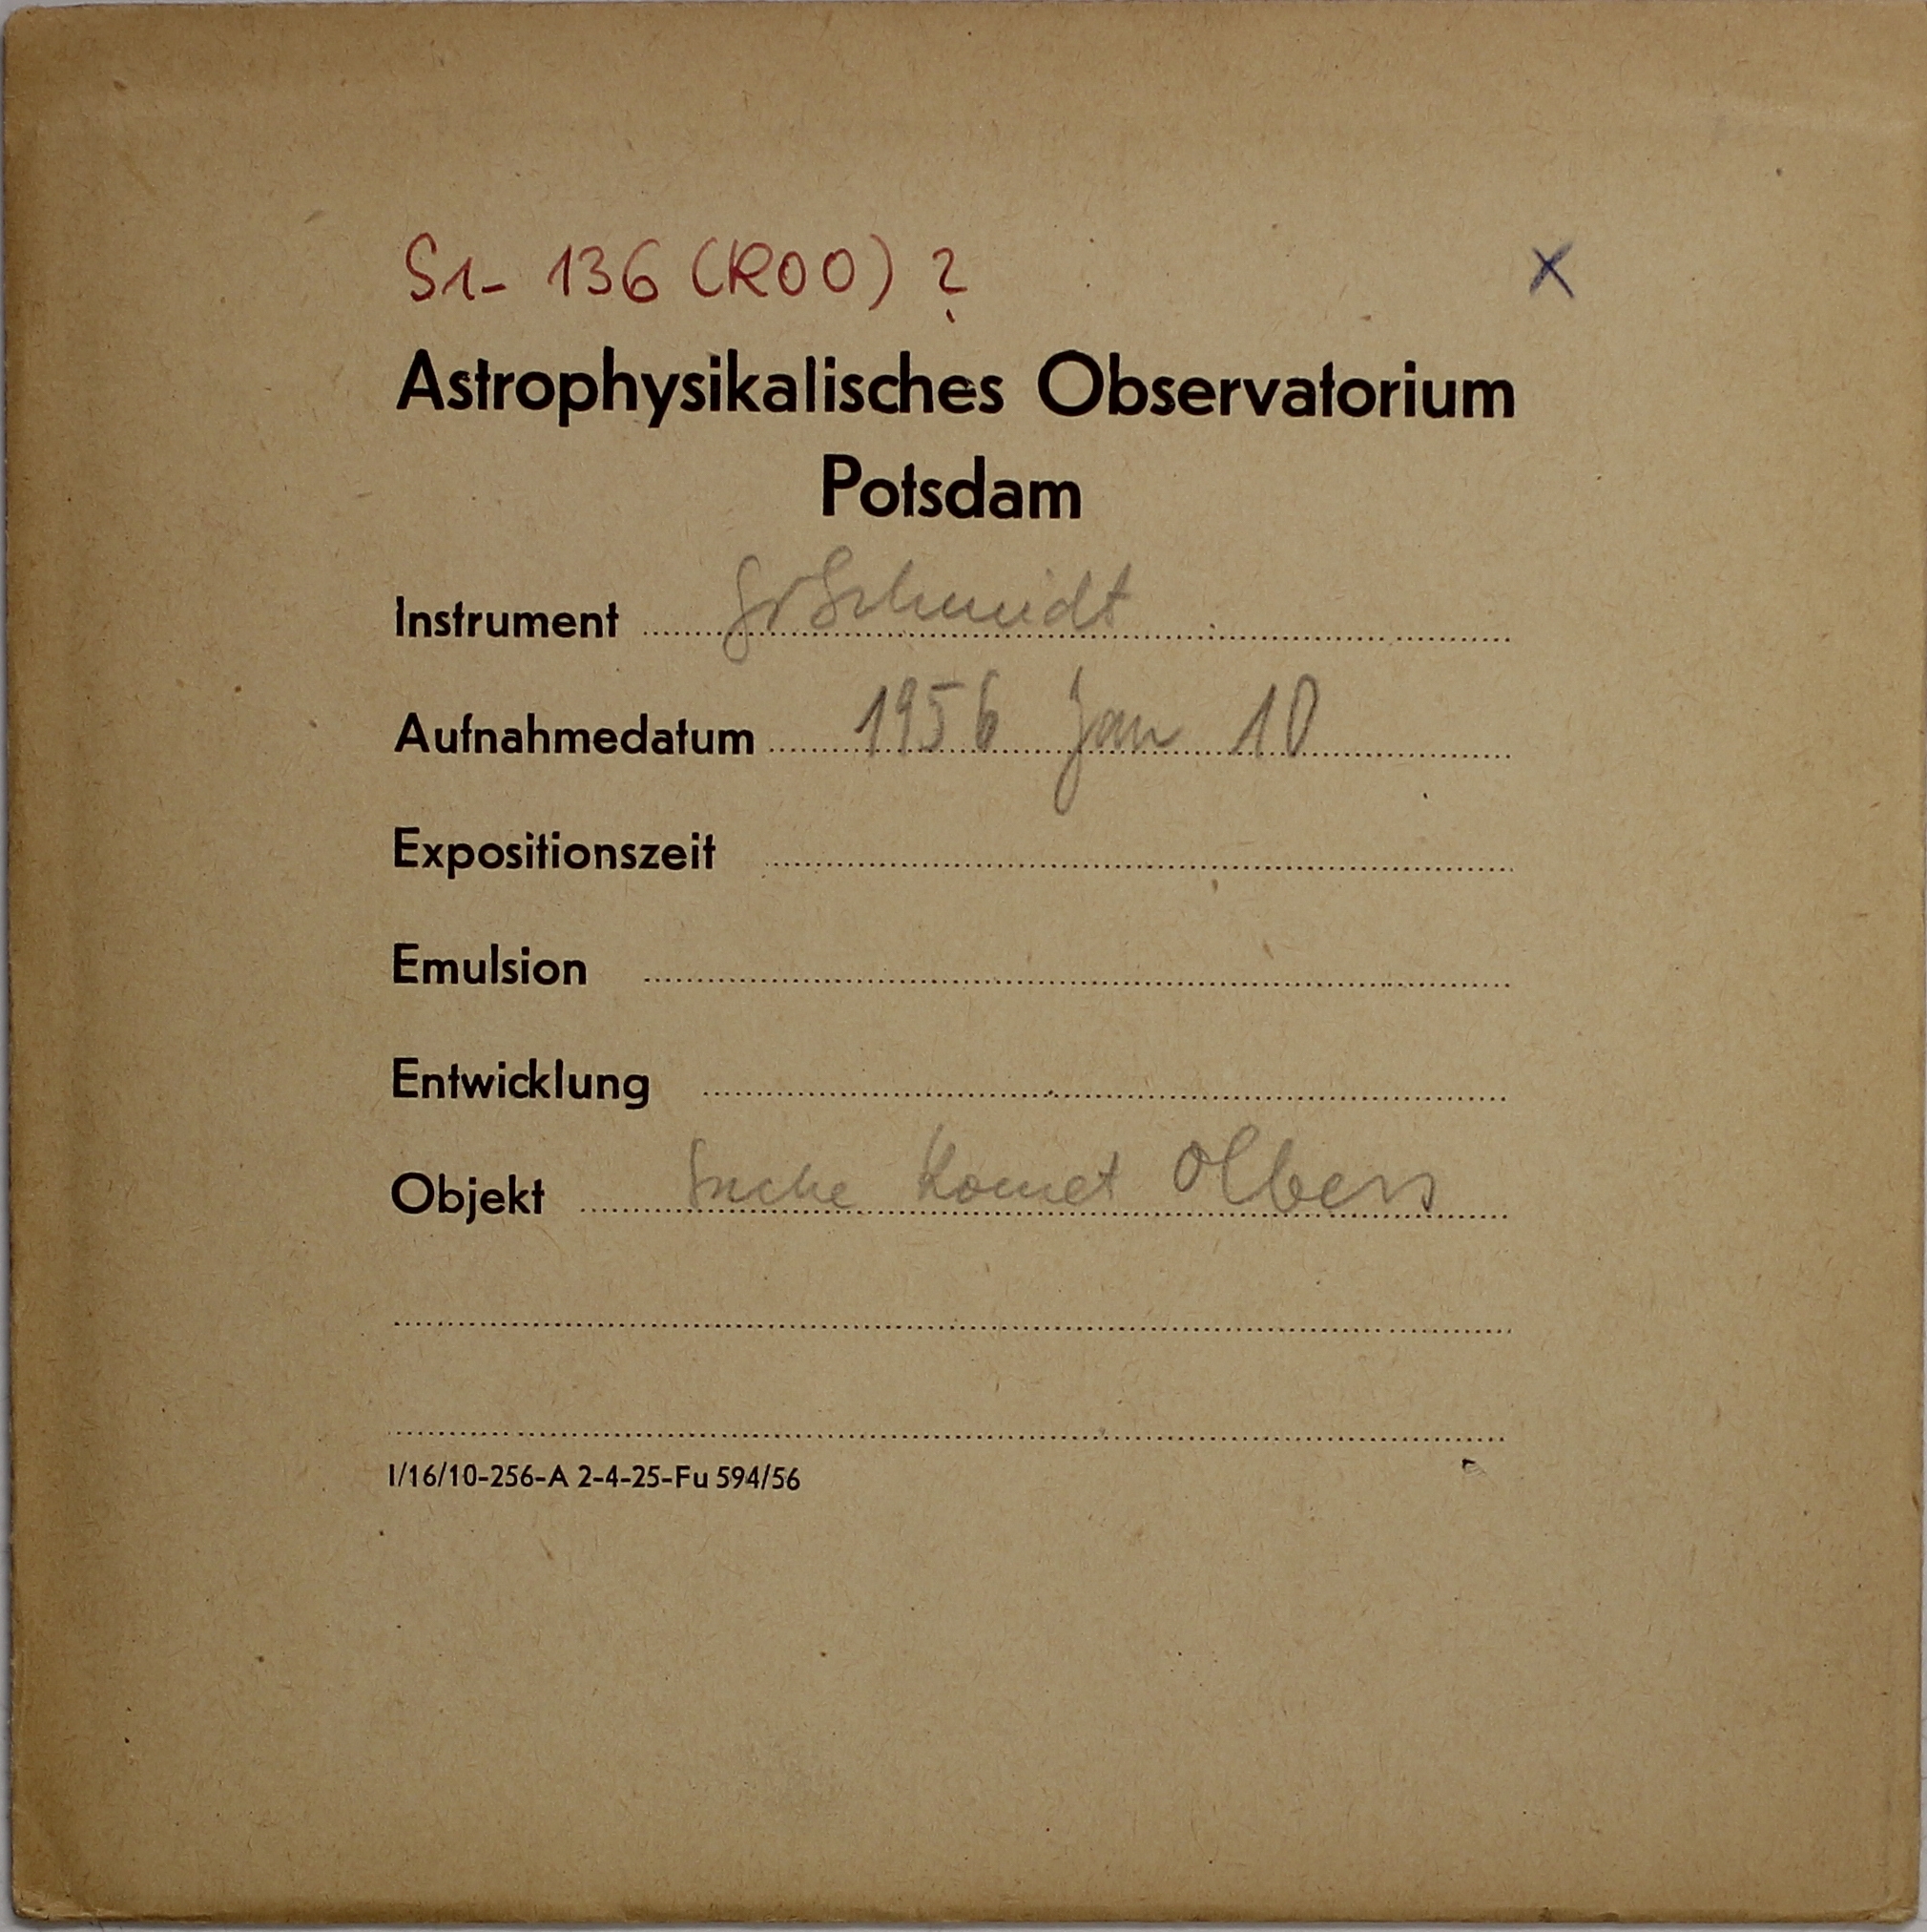 S1- 136 (ROO) ?
X
Astrophysikalisches Observatorium
Potsdam
Instrument Gr Schmidt
Aufnahmedatum 1956 Jan 10
Expositionszeit
Emulsion
Entwicklung
Objekt Suche Komet Olbers
I/16/10-256-A 2-4-25-Fu 594/56